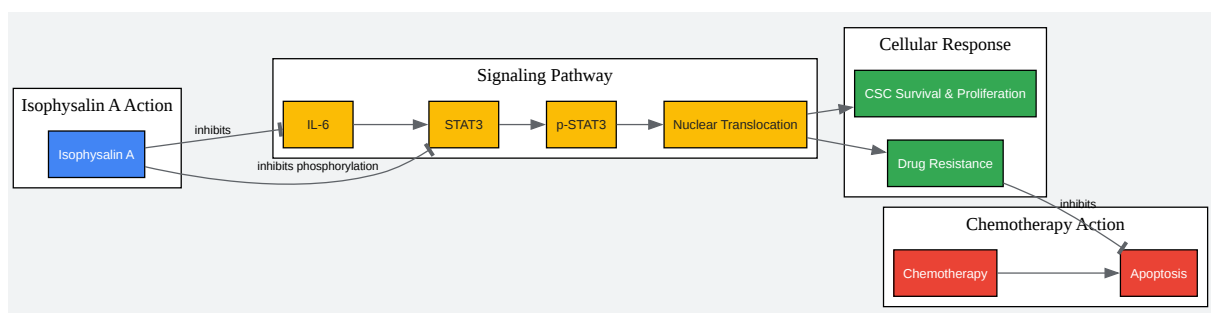 Isophysalin A Action
Isophysalin A
inhibits
inhibits phosphorylation
Signaling Pathway
IL-6
STAT3
p-STAT3
Nuclear Translocation
Cellular Response
CSC Survival & Proliferation
Drug Resistance
inhibits
Chemotherapy Action
Chemotherapy
Apoptosis